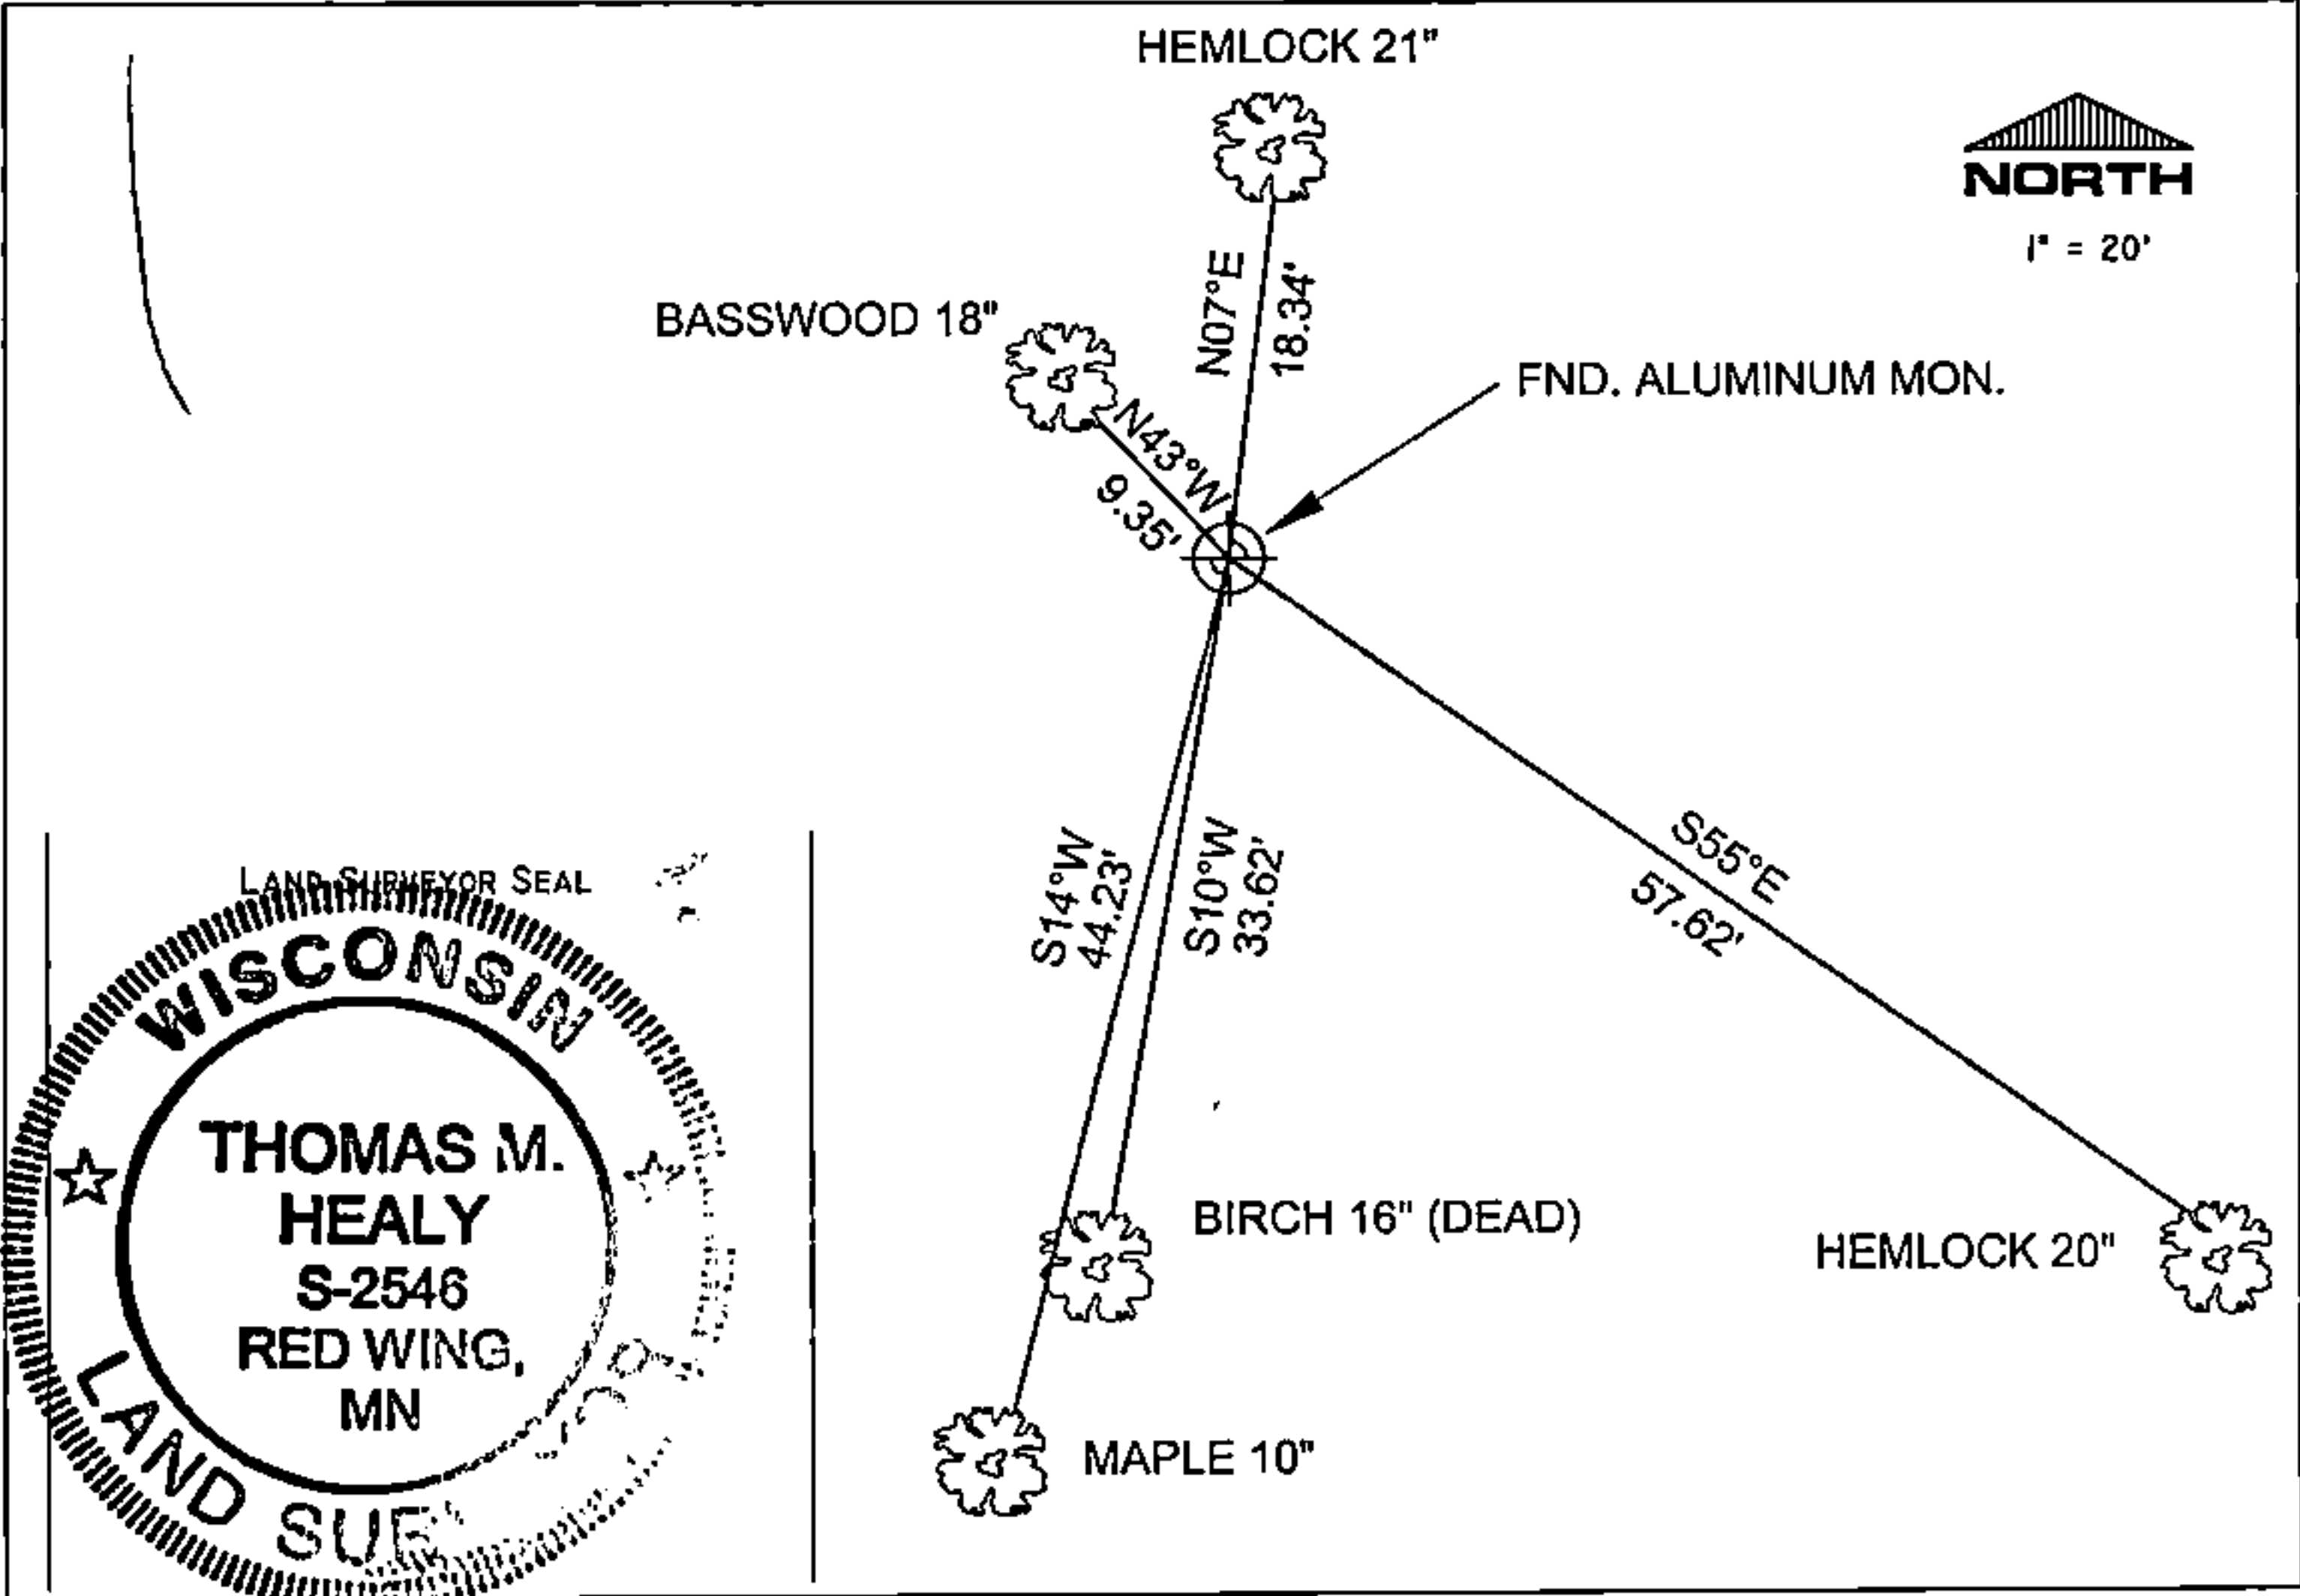 HEMLOCK 21"
NORTH
1" = 20'
BASSWOOD 18"
N07°E
18.34'
FND. ALUMINUM MON.
N43°W
9.35'
S14°W
44.23'
S10°W
33.62'
S55°E
57.62'
BIRCH 16" (DEAD)
HEMLOCK 20"
MAPLE 10"
LAND SURVEYOR SEAL
WISCONSIN
THOMAS M.
HEALY
S-2546
RED WING,
MN
LAND